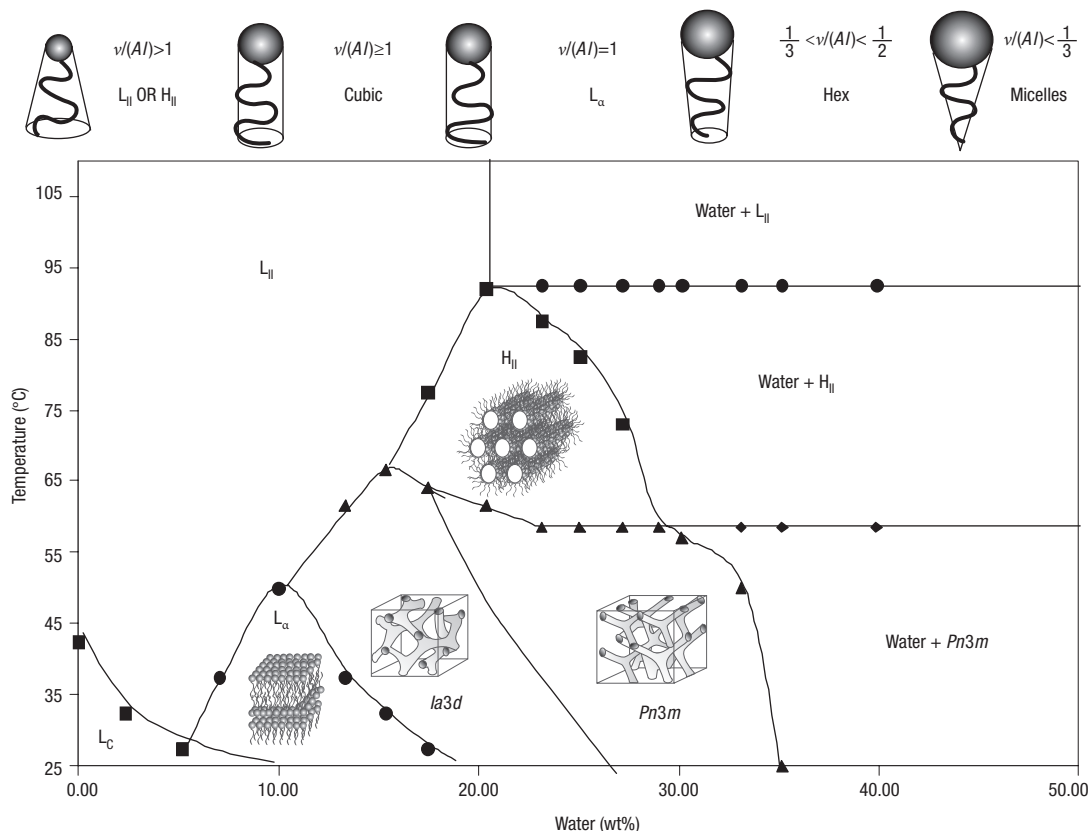 ν/(Al)>1
L_II OR H_II
ν/(Al)≥1
Cubic
ν/(Al)=1
L_α
1/3 <ν/(Al)< 1/2
Hex
ν/(Al)< 1/3
Micelles
105
95
85
75
65
55
45
35
25
Temperature (°C)
L_II
Water + L_II
H_II
Water + H_II
L_α
Ia3d
Pn3m
Water + Pn3m
L_C
0.00
10.00
20.00
30.00
40.00
50.00
Water (wt%)